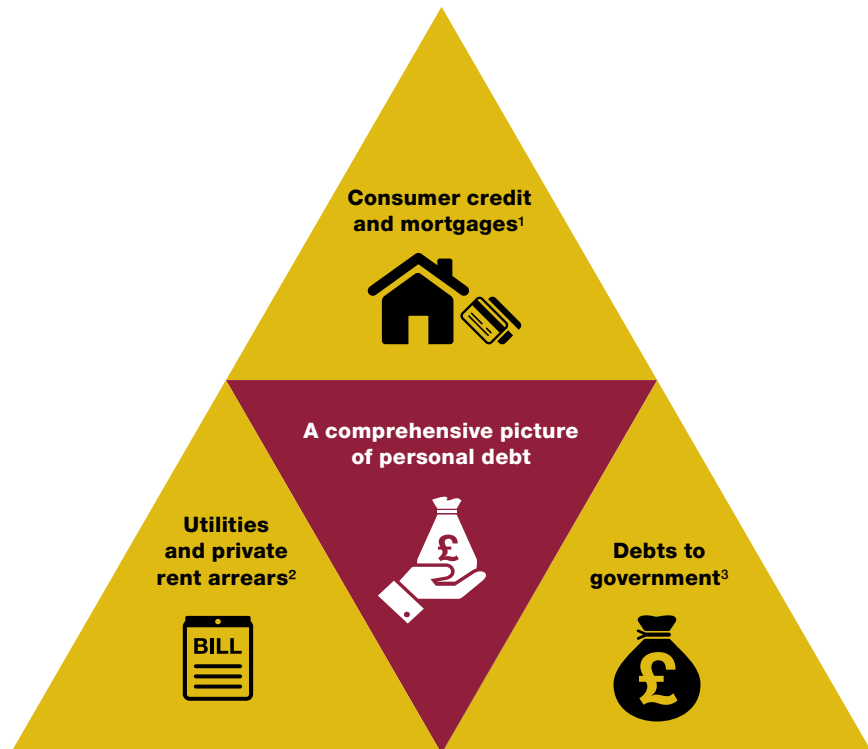 Consumer credit
and mortgages¹
A comprehensive picture
of personal debt
£
Utilities
and private
rent arrears²
BILL
Debts to
government³
£